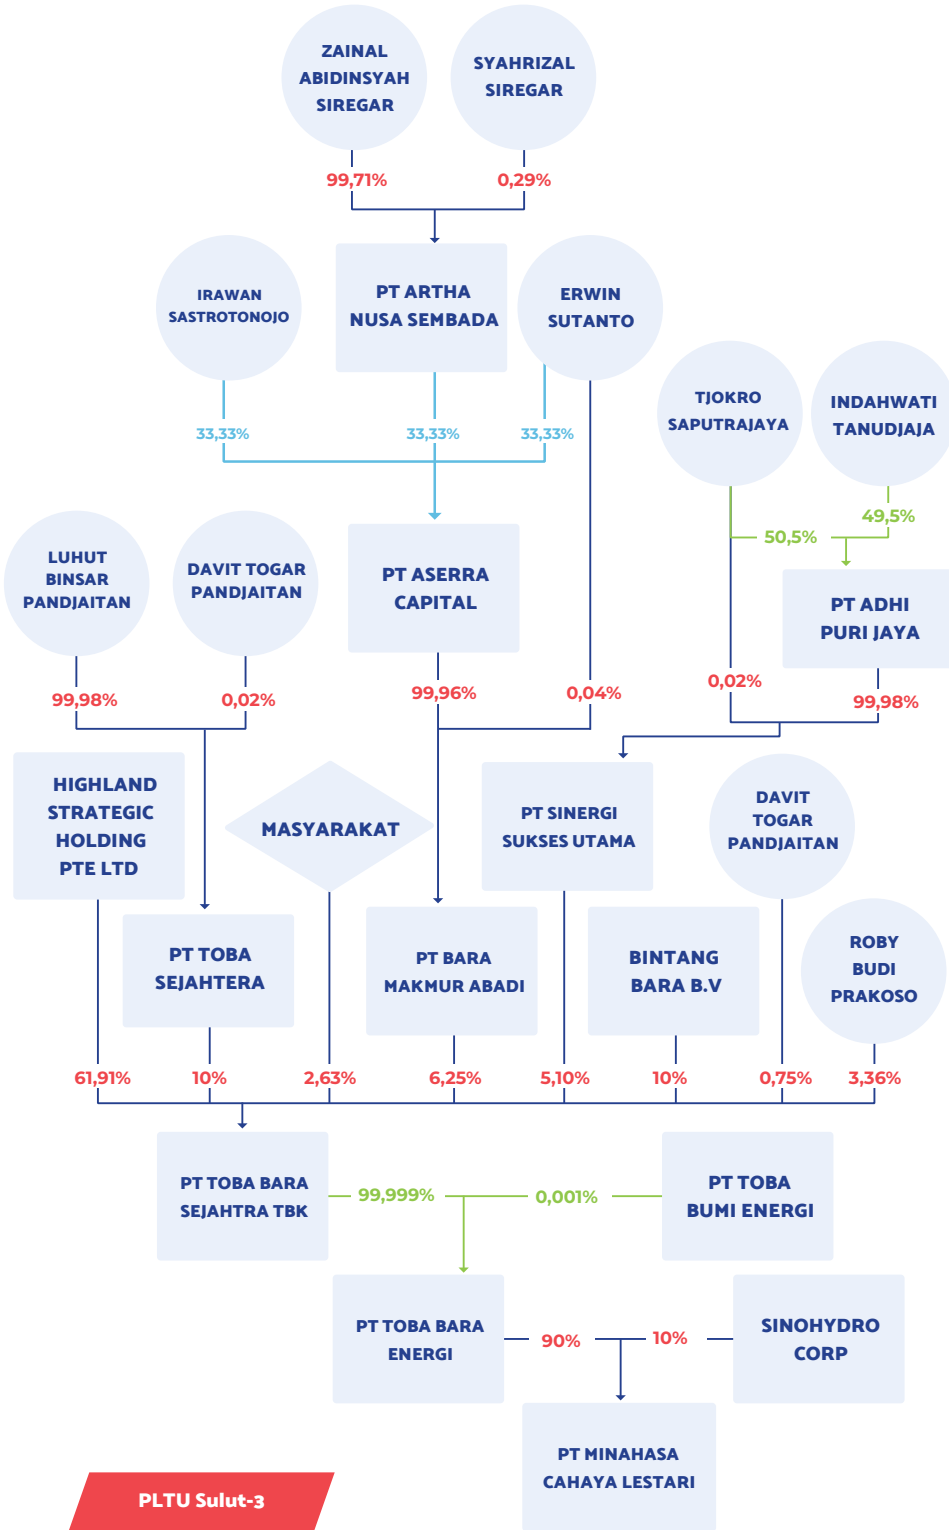 ZAINAL
ABIDINSYAH
SIREGAR
SYAHRIZAL
SIREGAR
99,71%
0,29%
IRAWAN
SASTROTONOJO
PT ARTHA
NUSA SEMBADA
ERWIN
SUTANTO
TJOKRO
SAPUTRAJAYA
INDAHWATI
TANUDJAJA
33,33%
33,33%
33,33%
49,5%
50,5%
LUHUT
BINSAR
PANDJAITAN
DAVIT TOGAR
PANDJAITAN
PT ASERRA
CAPITAL
PT ADHI
PURI JAYA
99,98%
0,02%
99,96%
0,04%
0,02%
99,98%
HIGHLAND
STRATEGIC
HOLDING
PTE LTD
MASYARAKAT
PT SINERGI
SUKSES UTAMA
DAVIT
TOGAR
PANDJAITAN
PT TOBA
SEJAHTERA
PT BARA
MAKMUR ABADI
BINTANG
BARA B.V
ROBY
BUDI
PRAKOSO
61,91%
10%
2,63%
6,25%
5,10%
10%
0,75%
3,36%
PT TOBA BARA
SEJAHTRA TBK
99,999%
0,001%
PT TOBA
BUMI ENERGI
PT TOBA BARA
ENERGI
90%
10%
SINOHYDRO
CORP
PT MINAHASA
CAHAYA LESTARI
PLTU Sulut-3